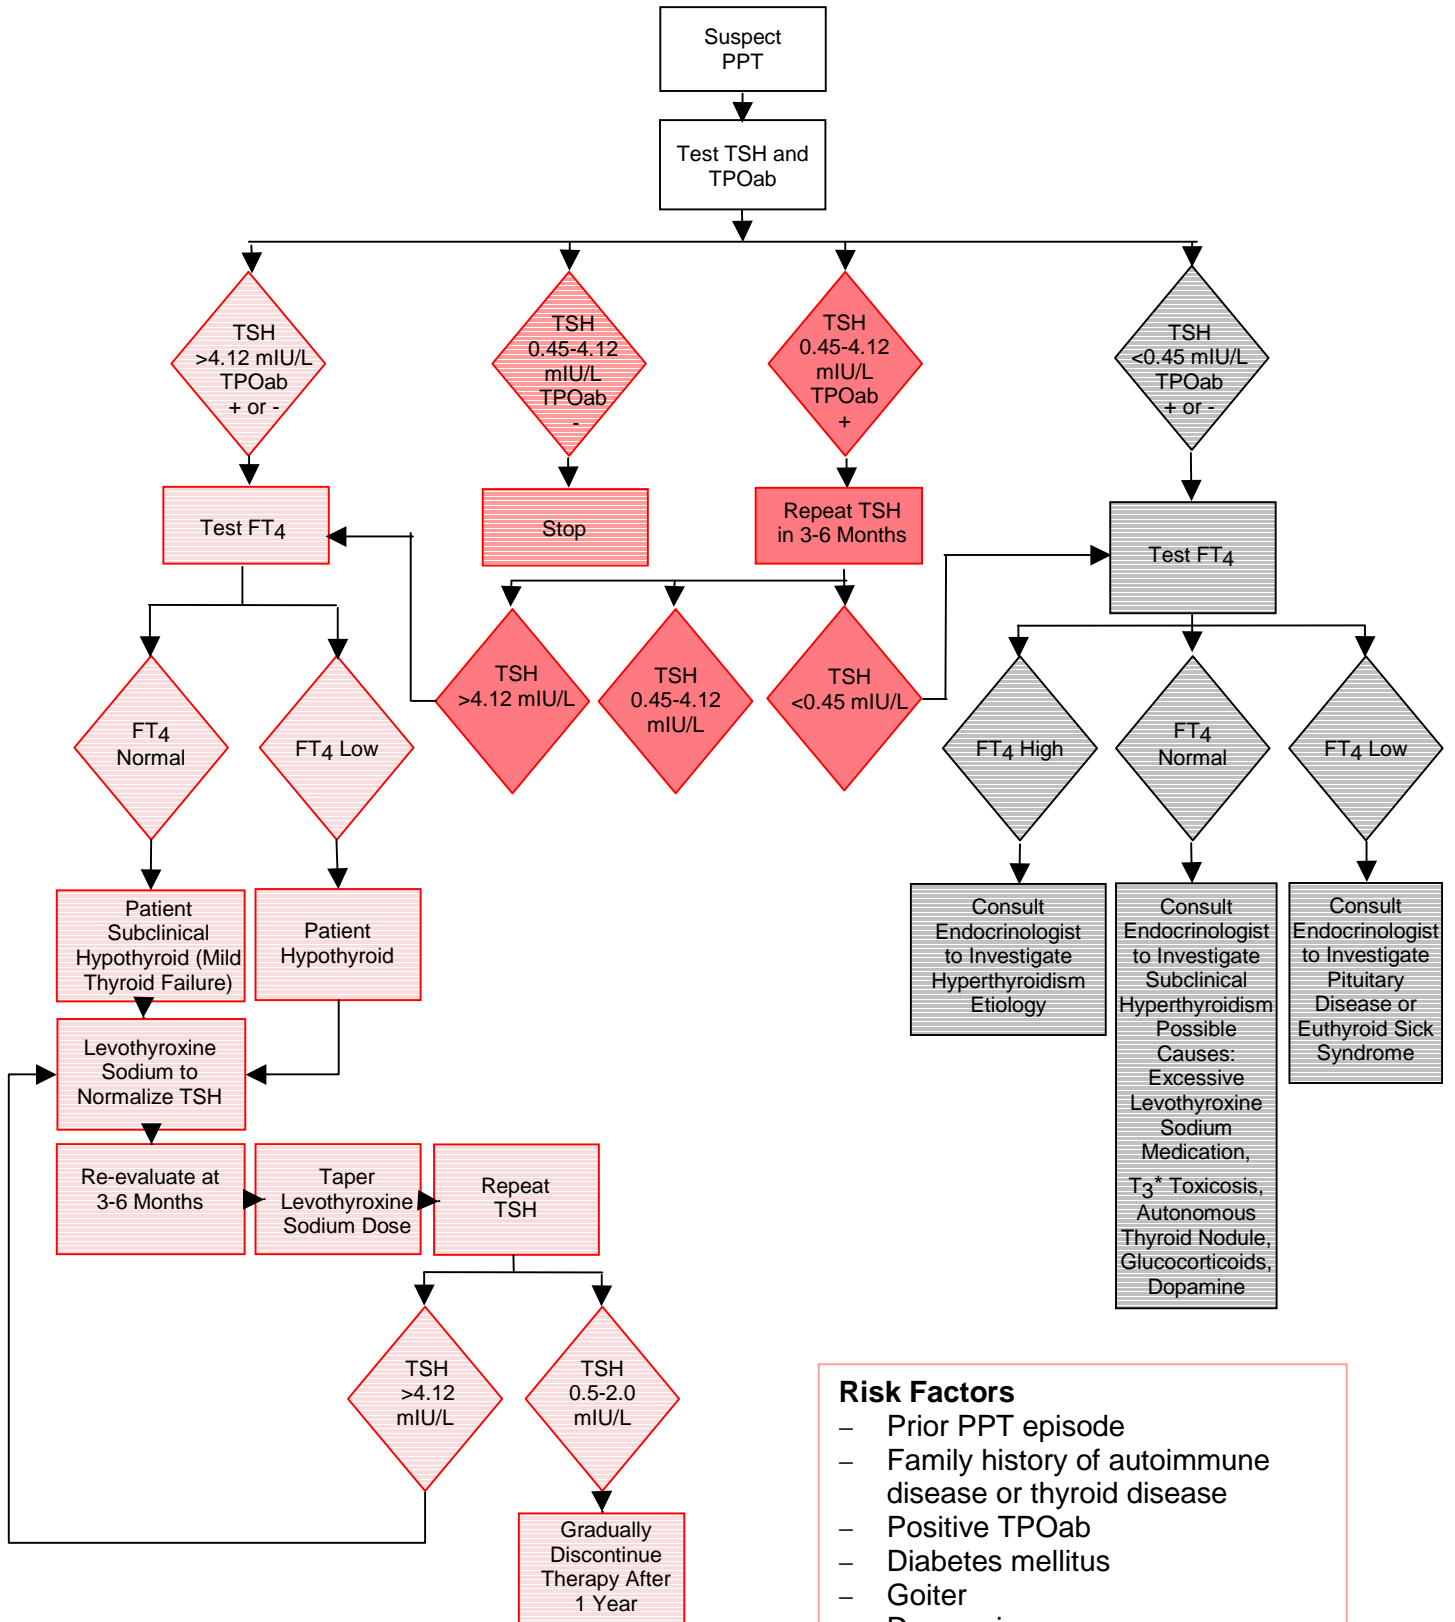 Suspect
PPT
Test TSH and
TPOab
TSH
>4.12 mIU/L
TPOab
+ or -
TSH
0.45-4.12
mIU/L
TPOab
-
TSH
0.45-4.12
mIU/L
TPOab
+
TSH
<0.45 mIU/L
TPOab
+ or -
Test FT4
Stop
Repeat TSH
in 3-6 Months
Test FT4
TSH
>4.12 mIU/L
TSH
0.45-4.12
mIU/L
TSH
<0.45 mIU/L
FT4
Normal
FT4 Low
FT4 High
FT4
Normal
FT4 Low
Patient
Subclinical
Hypothyroid (Mild
Thyroid Failure)
Patient
Hypothyroid
Consult
Endocrinologist
to Investigate
Hyperthyroidism
Etiology
Consult
Endocrinologist
to Investigate
Subclinical
Hyperthyroidism
Possible
Causes:
Excessive
Levothyroxine
Sodium
Medication,
T3* Toxicosis,
Autonomous
Thyroid Nodule,
Glucocorticoids,
Dopamine
Consult
Endocrinologist
to Investigate
Pituitary
Disease or
Euthyroid Sick
Syndrome
Levothyroxine
Sodium to
Normalize TSH
Re-evaluate at
3-6 Months
Taper
Levothyroxine
Sodium Dose
Repeat
TSH
TSH
>4.12
mIU/L
TSH
0.5-2.0
mIU/L
Gradually
Discontinue
Therapy After
1 Year
Risk Factors
– Prior PPT episode
– Family history of autoimmune
disease or thyroid disease
– Positive TPOab
– Diabetes mellitus
– Goiter